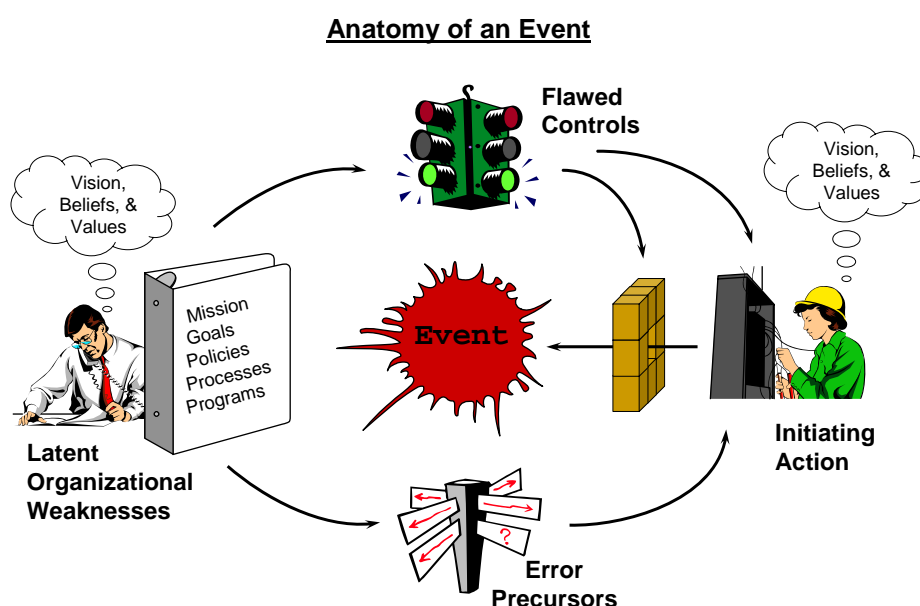 Anatomy of an Event
Flawed
Controls
Vision,
Beliefs, &
Values
Vision,
Beliefs, &
Values
Mission
Goals
Policies
Processes
Programs
Event
Latent
Organizational
Weaknesses
Initiating
Action
?
Error
Precursors